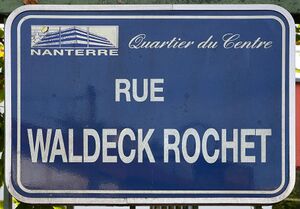 NANTERRE
Quartier du Centre
RUE
WALDECK ROCHET